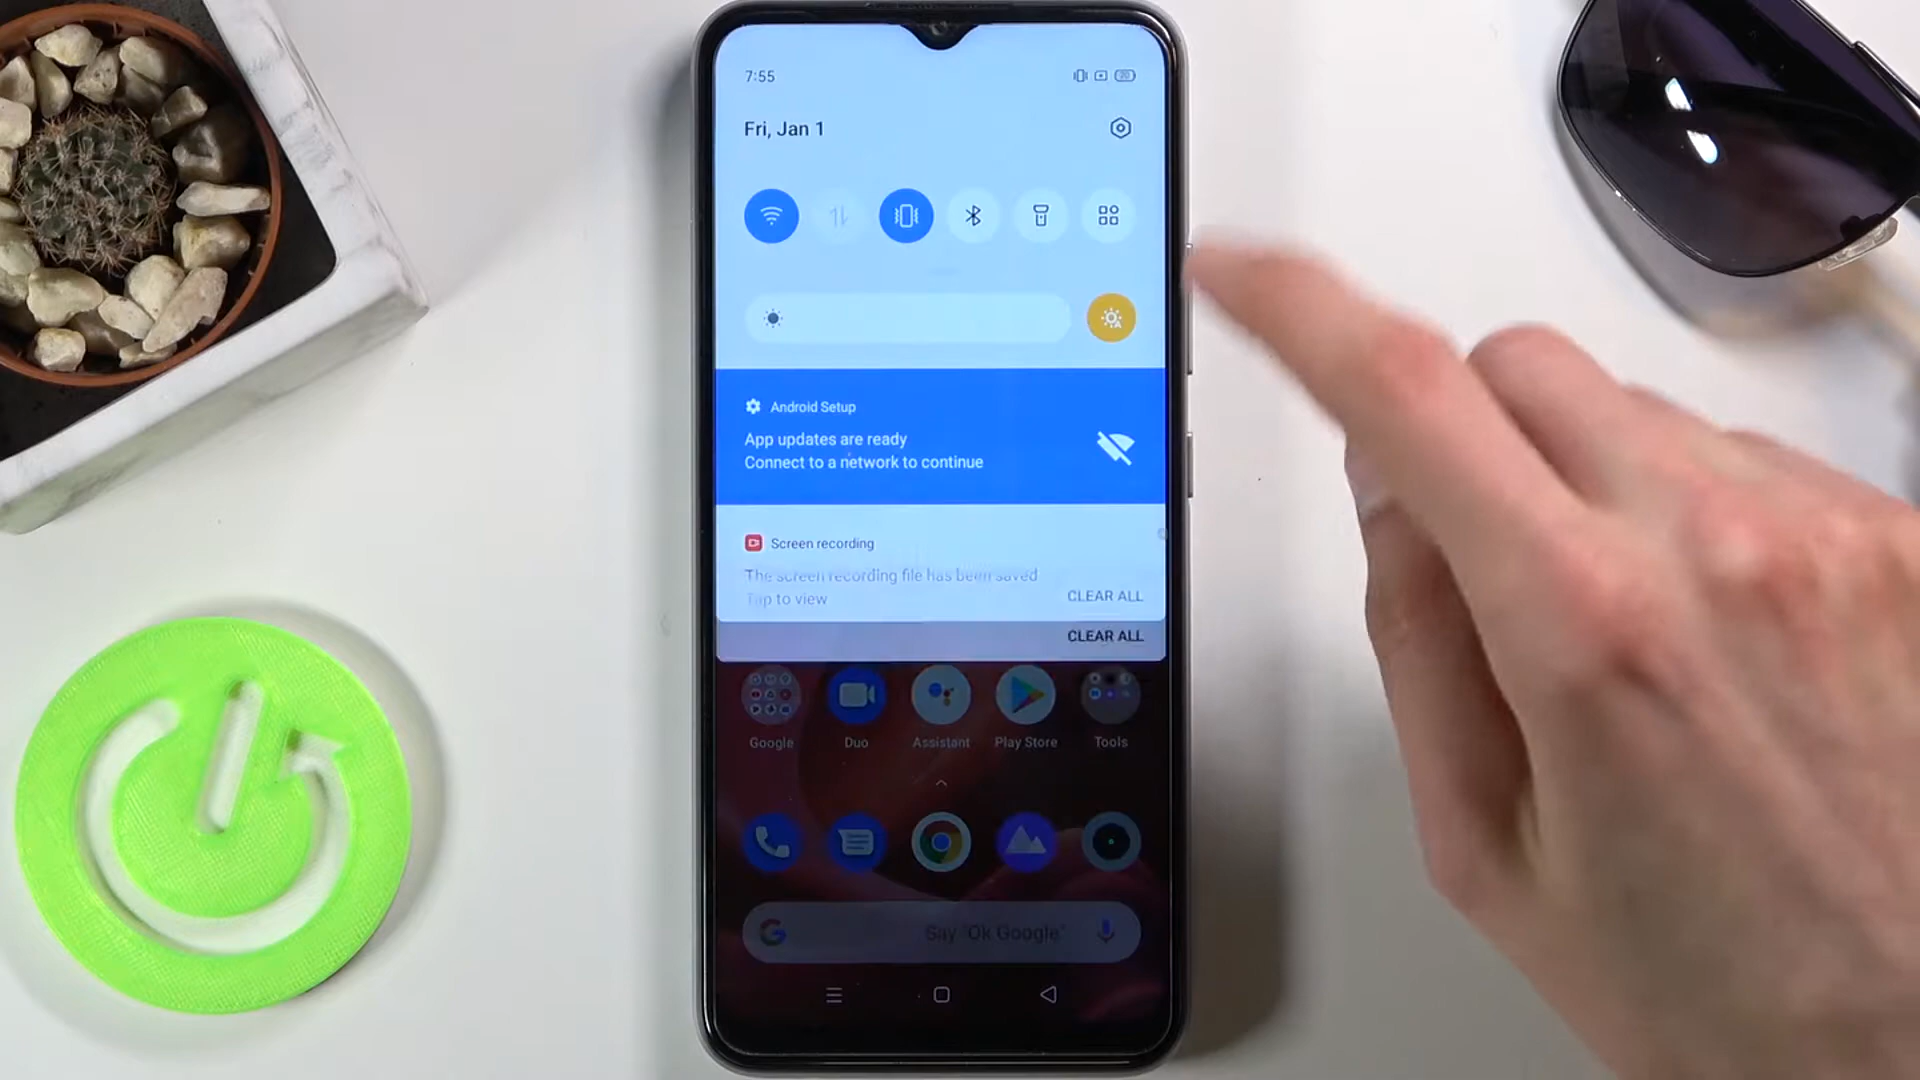 7:55
20
Fri, Jan 1
Android Setup
App updates are ready
Connect to a network to continue
Screen recording
The screen recording file has been saved
Tap to view
CLEAR ALL
CLEAR ALL
Google
Duo
Assistant
Play Store
Tools
Say "Ok Google"